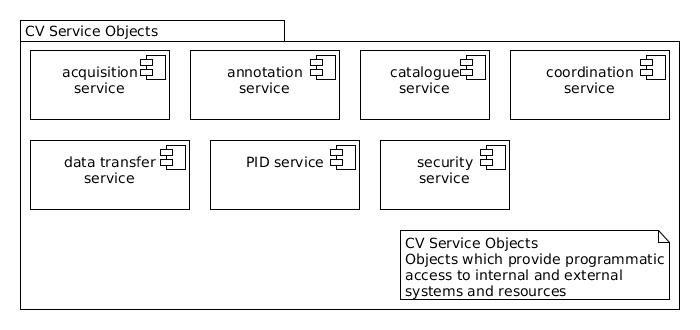 CV Service Objects
acquisition
service
annotation
service
catalogue
service
coordination
service
data transfer
service
PID service
security
service
CV Service Objects
Objects which provide programmatic
access to internal and external
systems and resources